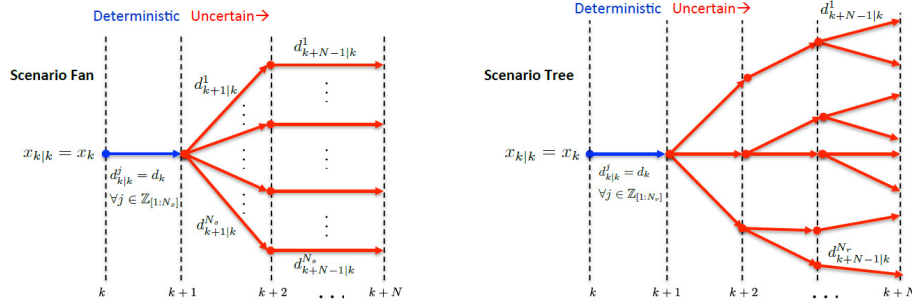 Deterministic Uncertain→
Scenario Fan
d^1_{k+1|k}
d^1_{k+N-1|k}
x_{k|k} = x_k
d^j_{k|k} = d_k
∀j ∈ ℤ_{[1:N_s]}
d^{N_s}_{k+1|k}
d^{N_s}_{k+N-1|k}
k k+1 k+2 ... k+N
Deterministic Uncertain→
Scenario Tree
d^1_{k+N-1|k}
x_{k|k} = x_k
d^j_{k|k} = d_k
∀j ∈ ℤ_{[1:N_r]}
d^{N_r}_{k+N-1|k}
k k+1 k+2 ... k+N